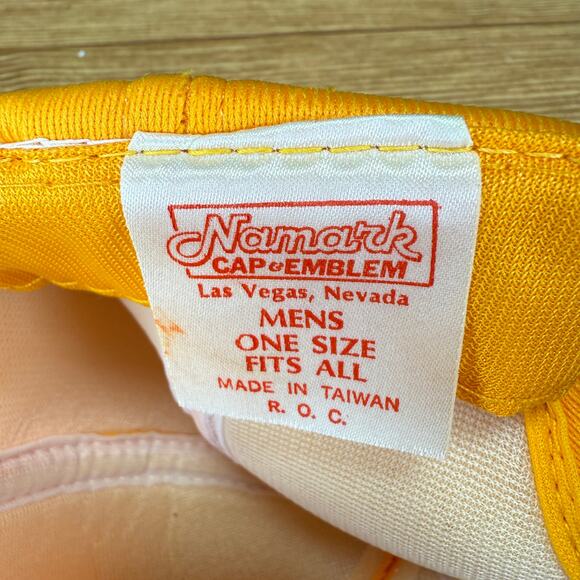 Namark
CAP & EMBLEM
Las Vegas, Nevada
MENS
ONE SIZE
FITS ALL
MADE IN TAIWAN
R. O. C.